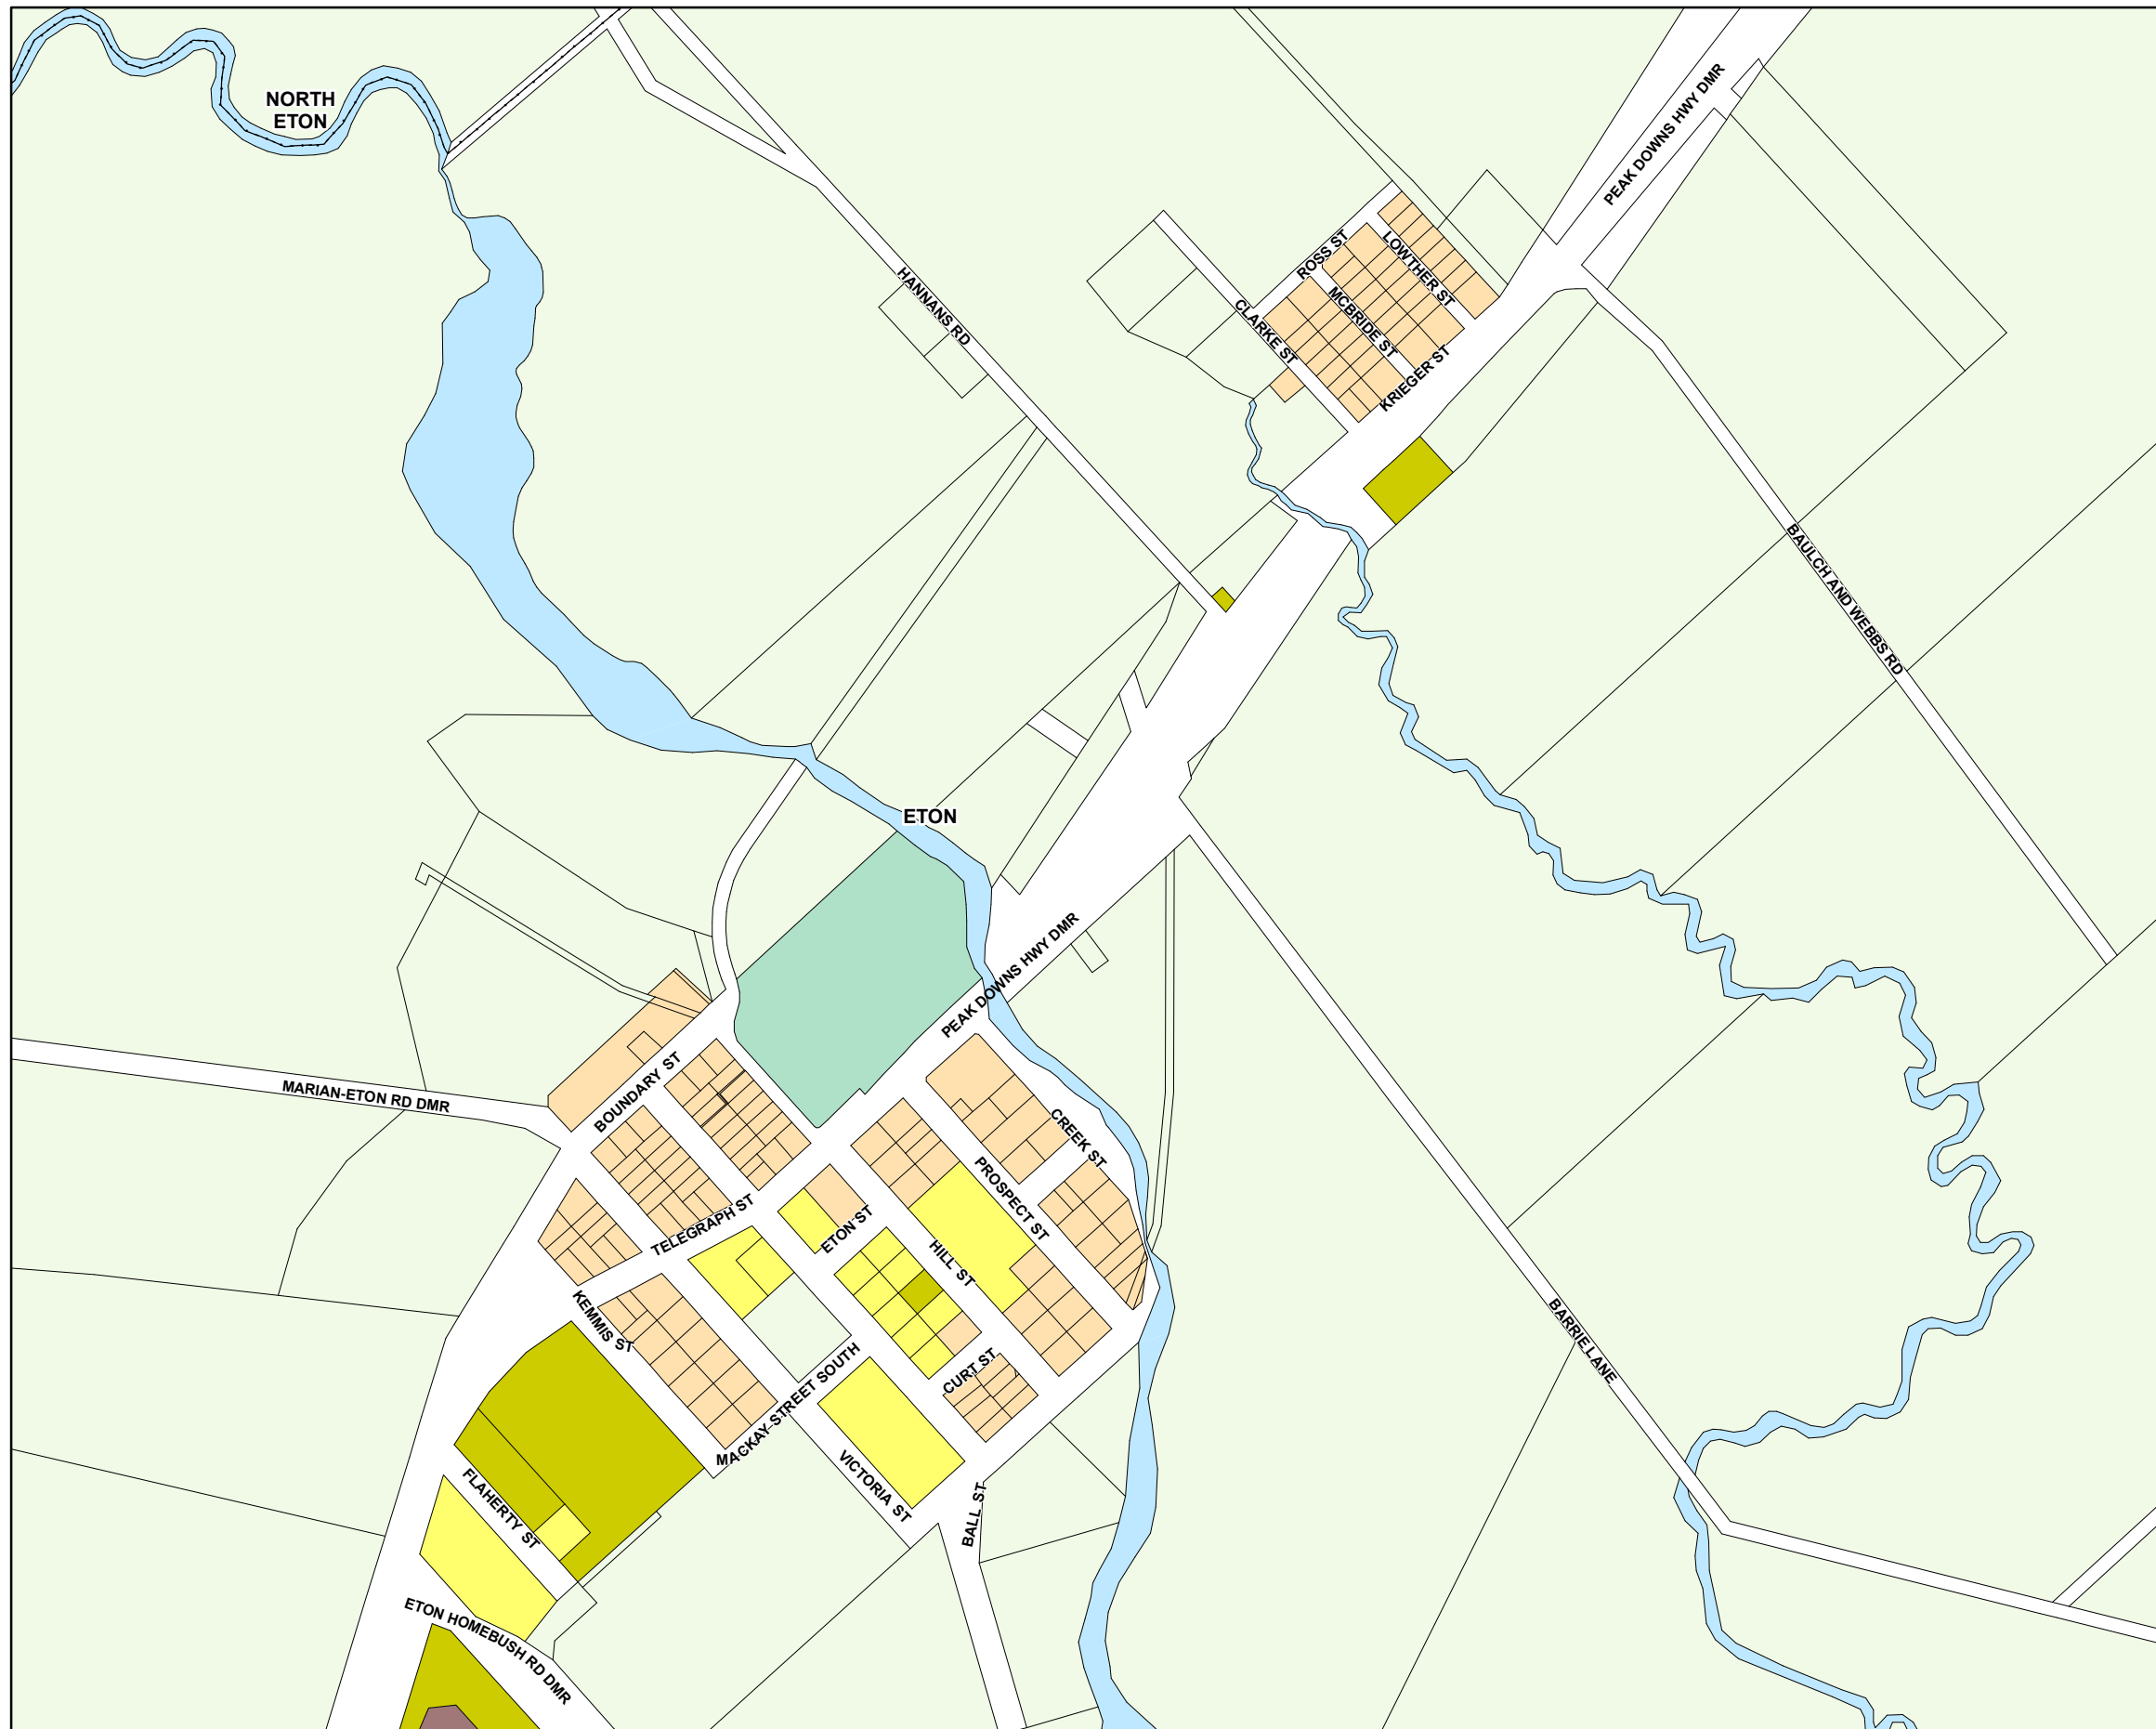 NORTH
ETON
PEAK DOWNS HWY DMR
ROSS ST
LOWTHER ST
HANNANS RD
CLARKE ST
MCBRIDE ST
KRIEGER ST
BAULCH AND WEBBS RD
ETON
PEAK DOWNS HWY DMR
MARIAN-ETON RD DMR
BOUNDARY ST
CREEK ST
PROSPECT ST
TELEGRAPH ST
ETON ST
HILL ST
KEMMIS ST
BARRIE LANE
CURT ST
MACKAY STREET SOUTH
VICTORIA ST
FLAHERTY ST
BALL ST
ETON HOMEBUSH RD DMR